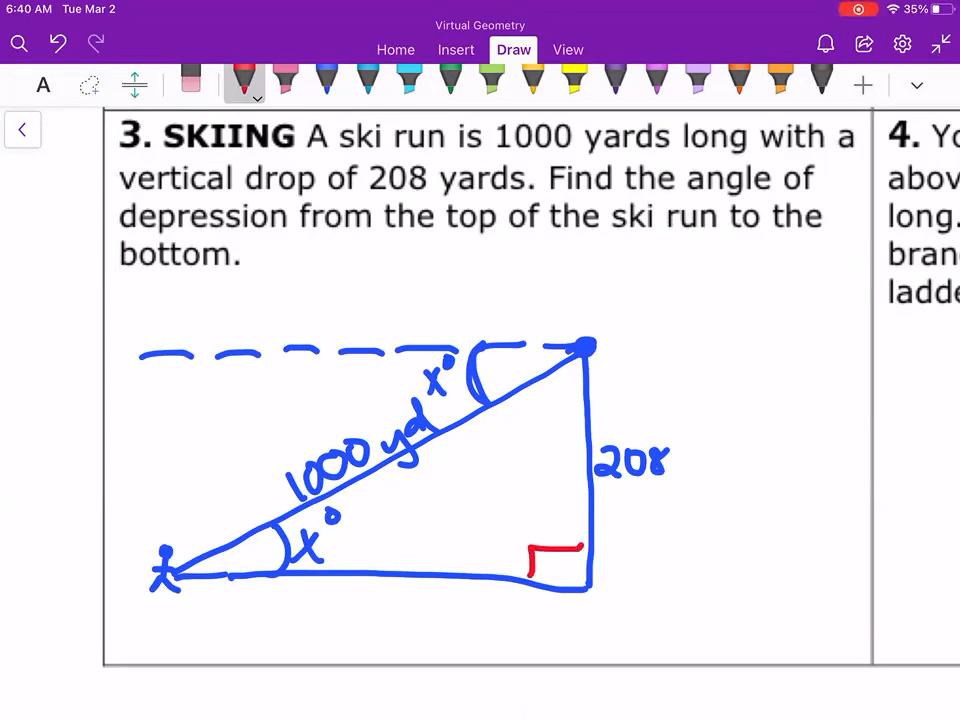 6:40 AM Tue Mar 2
35%
Virtual Geometry
Home Insert Draw View
A
3. SKIING A ski run is 1000 yards long with a
vertical drop of 208 yards. Find the angle of
depression from the top of the ski run to the
bottom.
4. Yo
abov
long.
bran
ladde
x°
1000 yd
208
x°